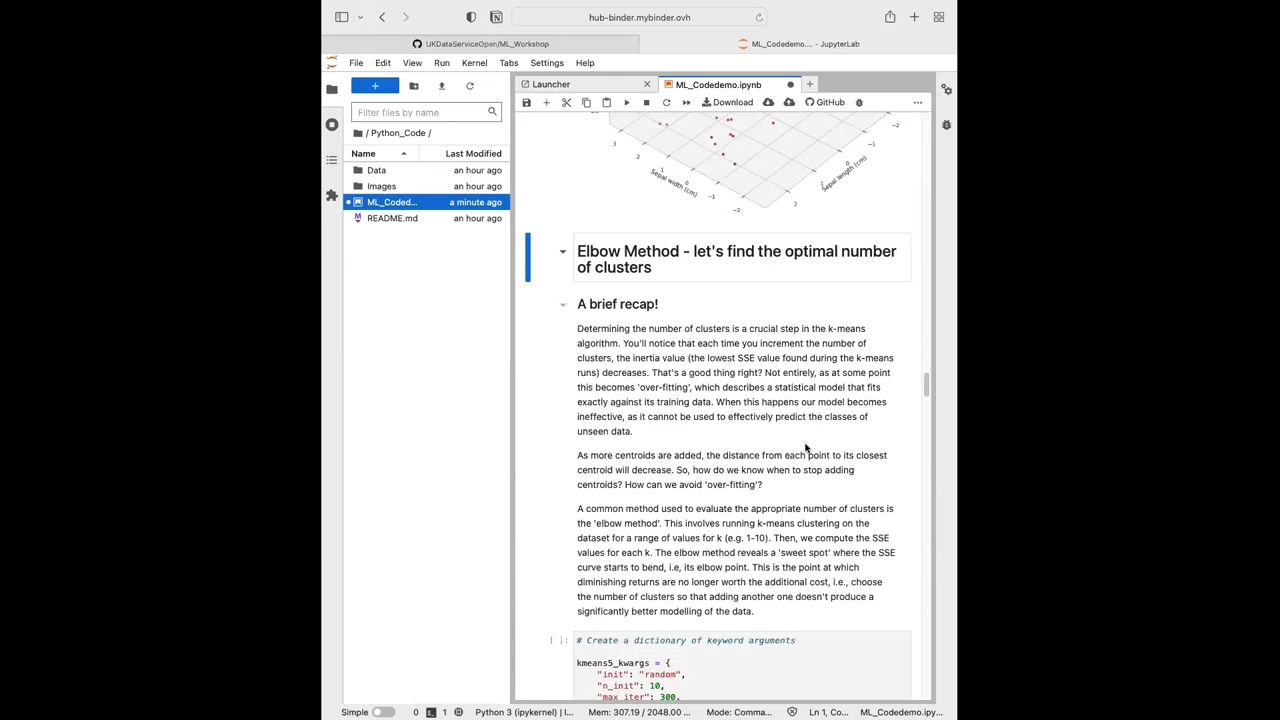 hub-binder.mybinder.ovh
UKDataServiceOpen/ML_Workshop
ML_Codedemo.... - JupyterLab
File Edit View Run Kernel Tabs Settings Help
Launcher
ML_Codedemo.ipynb
Download
GitHub
Filter files by name
/ Python_Code /
Name
Last Modified
Data an hour ago
Images an hour ago
ML_Coded... a minute ago
README.md an hour ago
3
2
1
0
-1
-2
Sepal width (cm)
-2
-1
0
1
2
Sepal length (cm)
Elbow Method - let's find the optimal number
of clusters
A brief recap!
Determining the number of clusters is a crucial step in the k-means
algorithm. You'll notice that each time you increment the number of
clusters, the inertia value (the lowest SSE value found during the k-means
runs) decreases. That's a good thing right? Not entirely, as at some point
this becomes 'over-fitting', which describes a statistical model that fits
exactly against its training data. When this happens our model becomes
ineffective, as it cannot be used to effectively predict the classes of
unseen data.
As more centroids are added, the distance from each point to its closest
centroid will decrease. So, how do we know when to stop adding
centroids? How can we avoid 'over-fitting'?
A common method used to evaluate the appropriate number of clusters is
the 'elbow method'. This involves running k-means clustering on the
dataset for a range of values for k (e.g. 1-10). Then, we compute the SSE
values for each k. The elbow method reveals a 'sweet spot' where the SSE
curve starts to bend, i.e, its elbow point. This is the point at which
diminishing returns are no longer worth the additional cost, i.e., choose
the number of clusters so that adding another one doesn't produce a
significantly better modelling of the data.
[ ]: # Create a dictionary of keyword arguments
kmeans5_kwargs = {
"init": "random",
"n_init": 10,
"max_iter": 300,
Simple 0 1 Python 3 (ipykernel) | I... Mem: 307.19 / 2048.00 ... Mode: Comma... Ln 1, Co... ML_Codedemo.ipy...